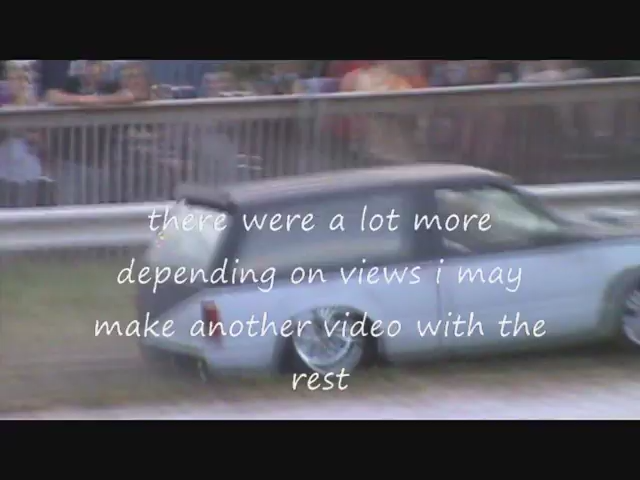 there were a lot more
depending on views i may
make another video with the
rest